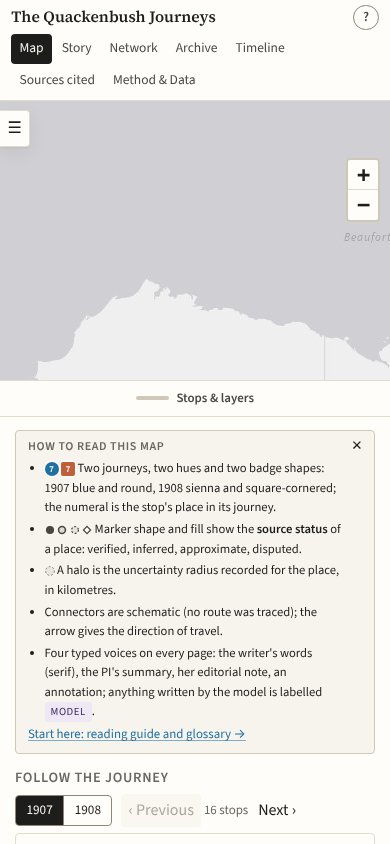 The Quackenbush Journeys
?
Map Story Network Archive Timeline
Sources cited Method & Data
☰
+
−
Beaufort
Stops & layers
HOW TO READ THIS MAP ✕
• 7 7 Two journeys, two hues and two badge shapes:
1907 blue and round, 1908 sienna and square-cornered;
the numeral is the stop's place in its journey.
• Marker shape and fill show the source status of
a place: verified, inferred, approximate, disputed.
• A halo is the uncertainty radius recorded for the place,
in kilometres.
• Connectors are schematic (no route was traced); the
arrow gives the direction of travel.
• Four typed voices on every page: the writer's words
(serif), the PI's summary, her editorial note, an
annotation; anything written by the model is labelled
MODEL .
Start here: reading guide and glossary →
FOLLOW THE JOURNEY
1907 1908 ‹ Previous 16 stops Next ›